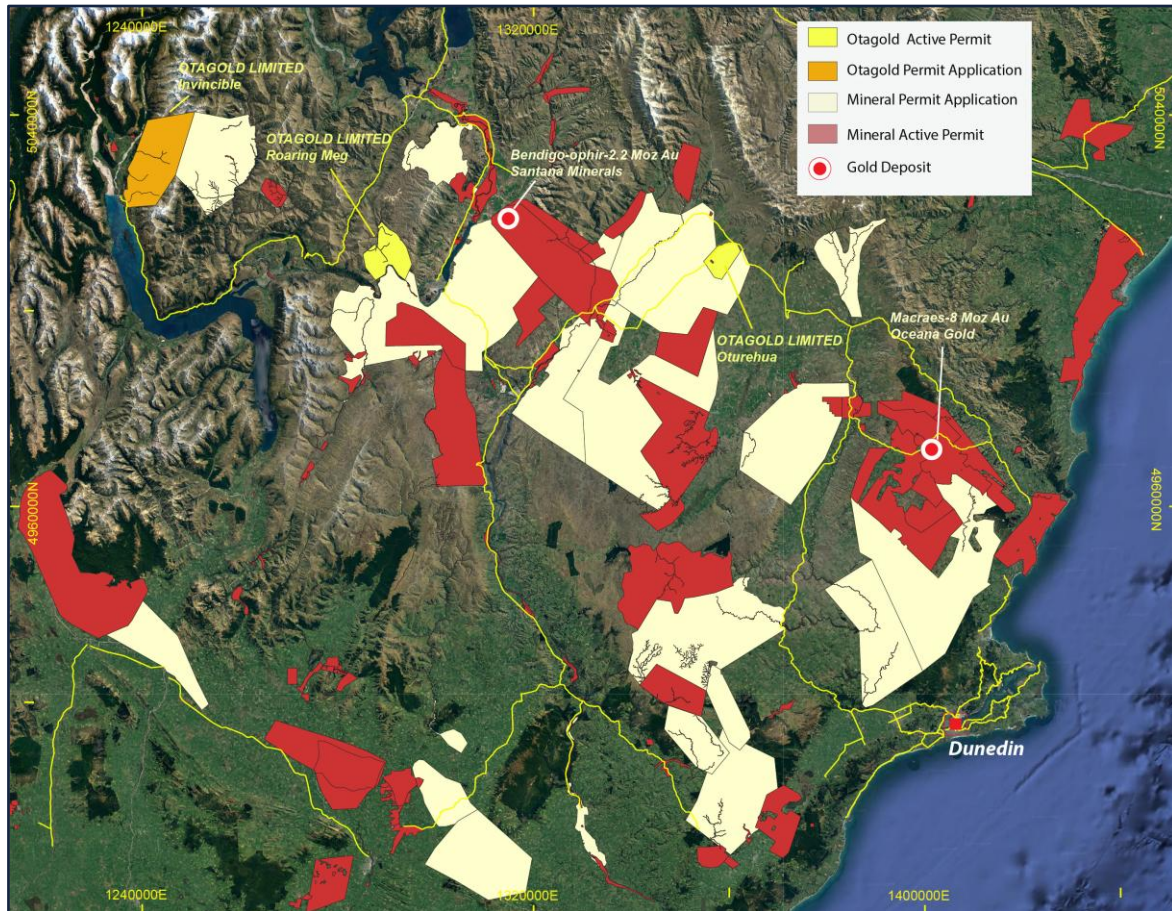 1240000E
1320000E
5040000N
5040000N
OTAGOLD LIMITED
Invincible
OTAGOLD LIMITED
Roaring Meg
Bendigo-ophir-2.2 Moz Au
Santana Minerals
Otagold Active Permit
Otagold Permit Application
Mineral Permit Application
Mineral Active Permit
Gold Deposit
OTAGOLD LIMITED
Oturehua
Macraes-8 Moz Au
Oceana Gold
4960000N
4960000N
Dunedin
1240000E
1320000E
1400000E